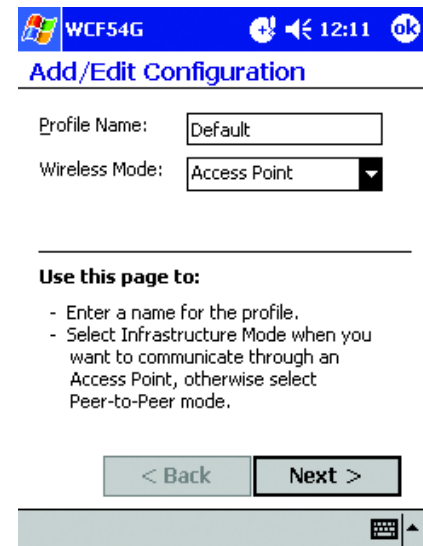 WCF54G 12:11 ok
Add/Edit Configuration
Profile Name: Default
Wireless Mode: Access Point
Use this page to:
- Enter a name for the profile.
- Select Infrastructure Mode when you
want to communicate through an
Access Point, otherwise select
Peer-to-Peer mode.
< Back Next >